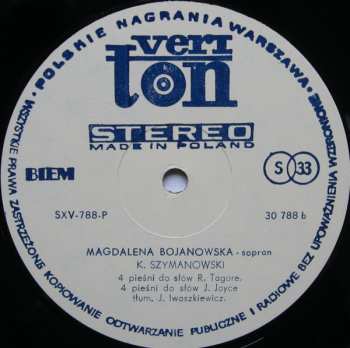 • POLSKIE NAGRANIA WARSZAWA •
veri
ton
STEREO
MADE IN POLAND
BIEM
S 33
SXV-788-P
30 788 b
MAGDALENA BOJANOWSKA - sopran
K. SZYMANOWSKI
4 pieśni do słów R. Tagore,
4 pieśni do słów J. Joyce
tłum. J. Iwaszkiewicz.
WSZYSTKIE PRAWA ZASTRZEŻONE KOPIOWANIE ODTWARZANIE PUBLICZNE I RADIOWE BEZ UPOWAŻNIENIA WZBRONIONE